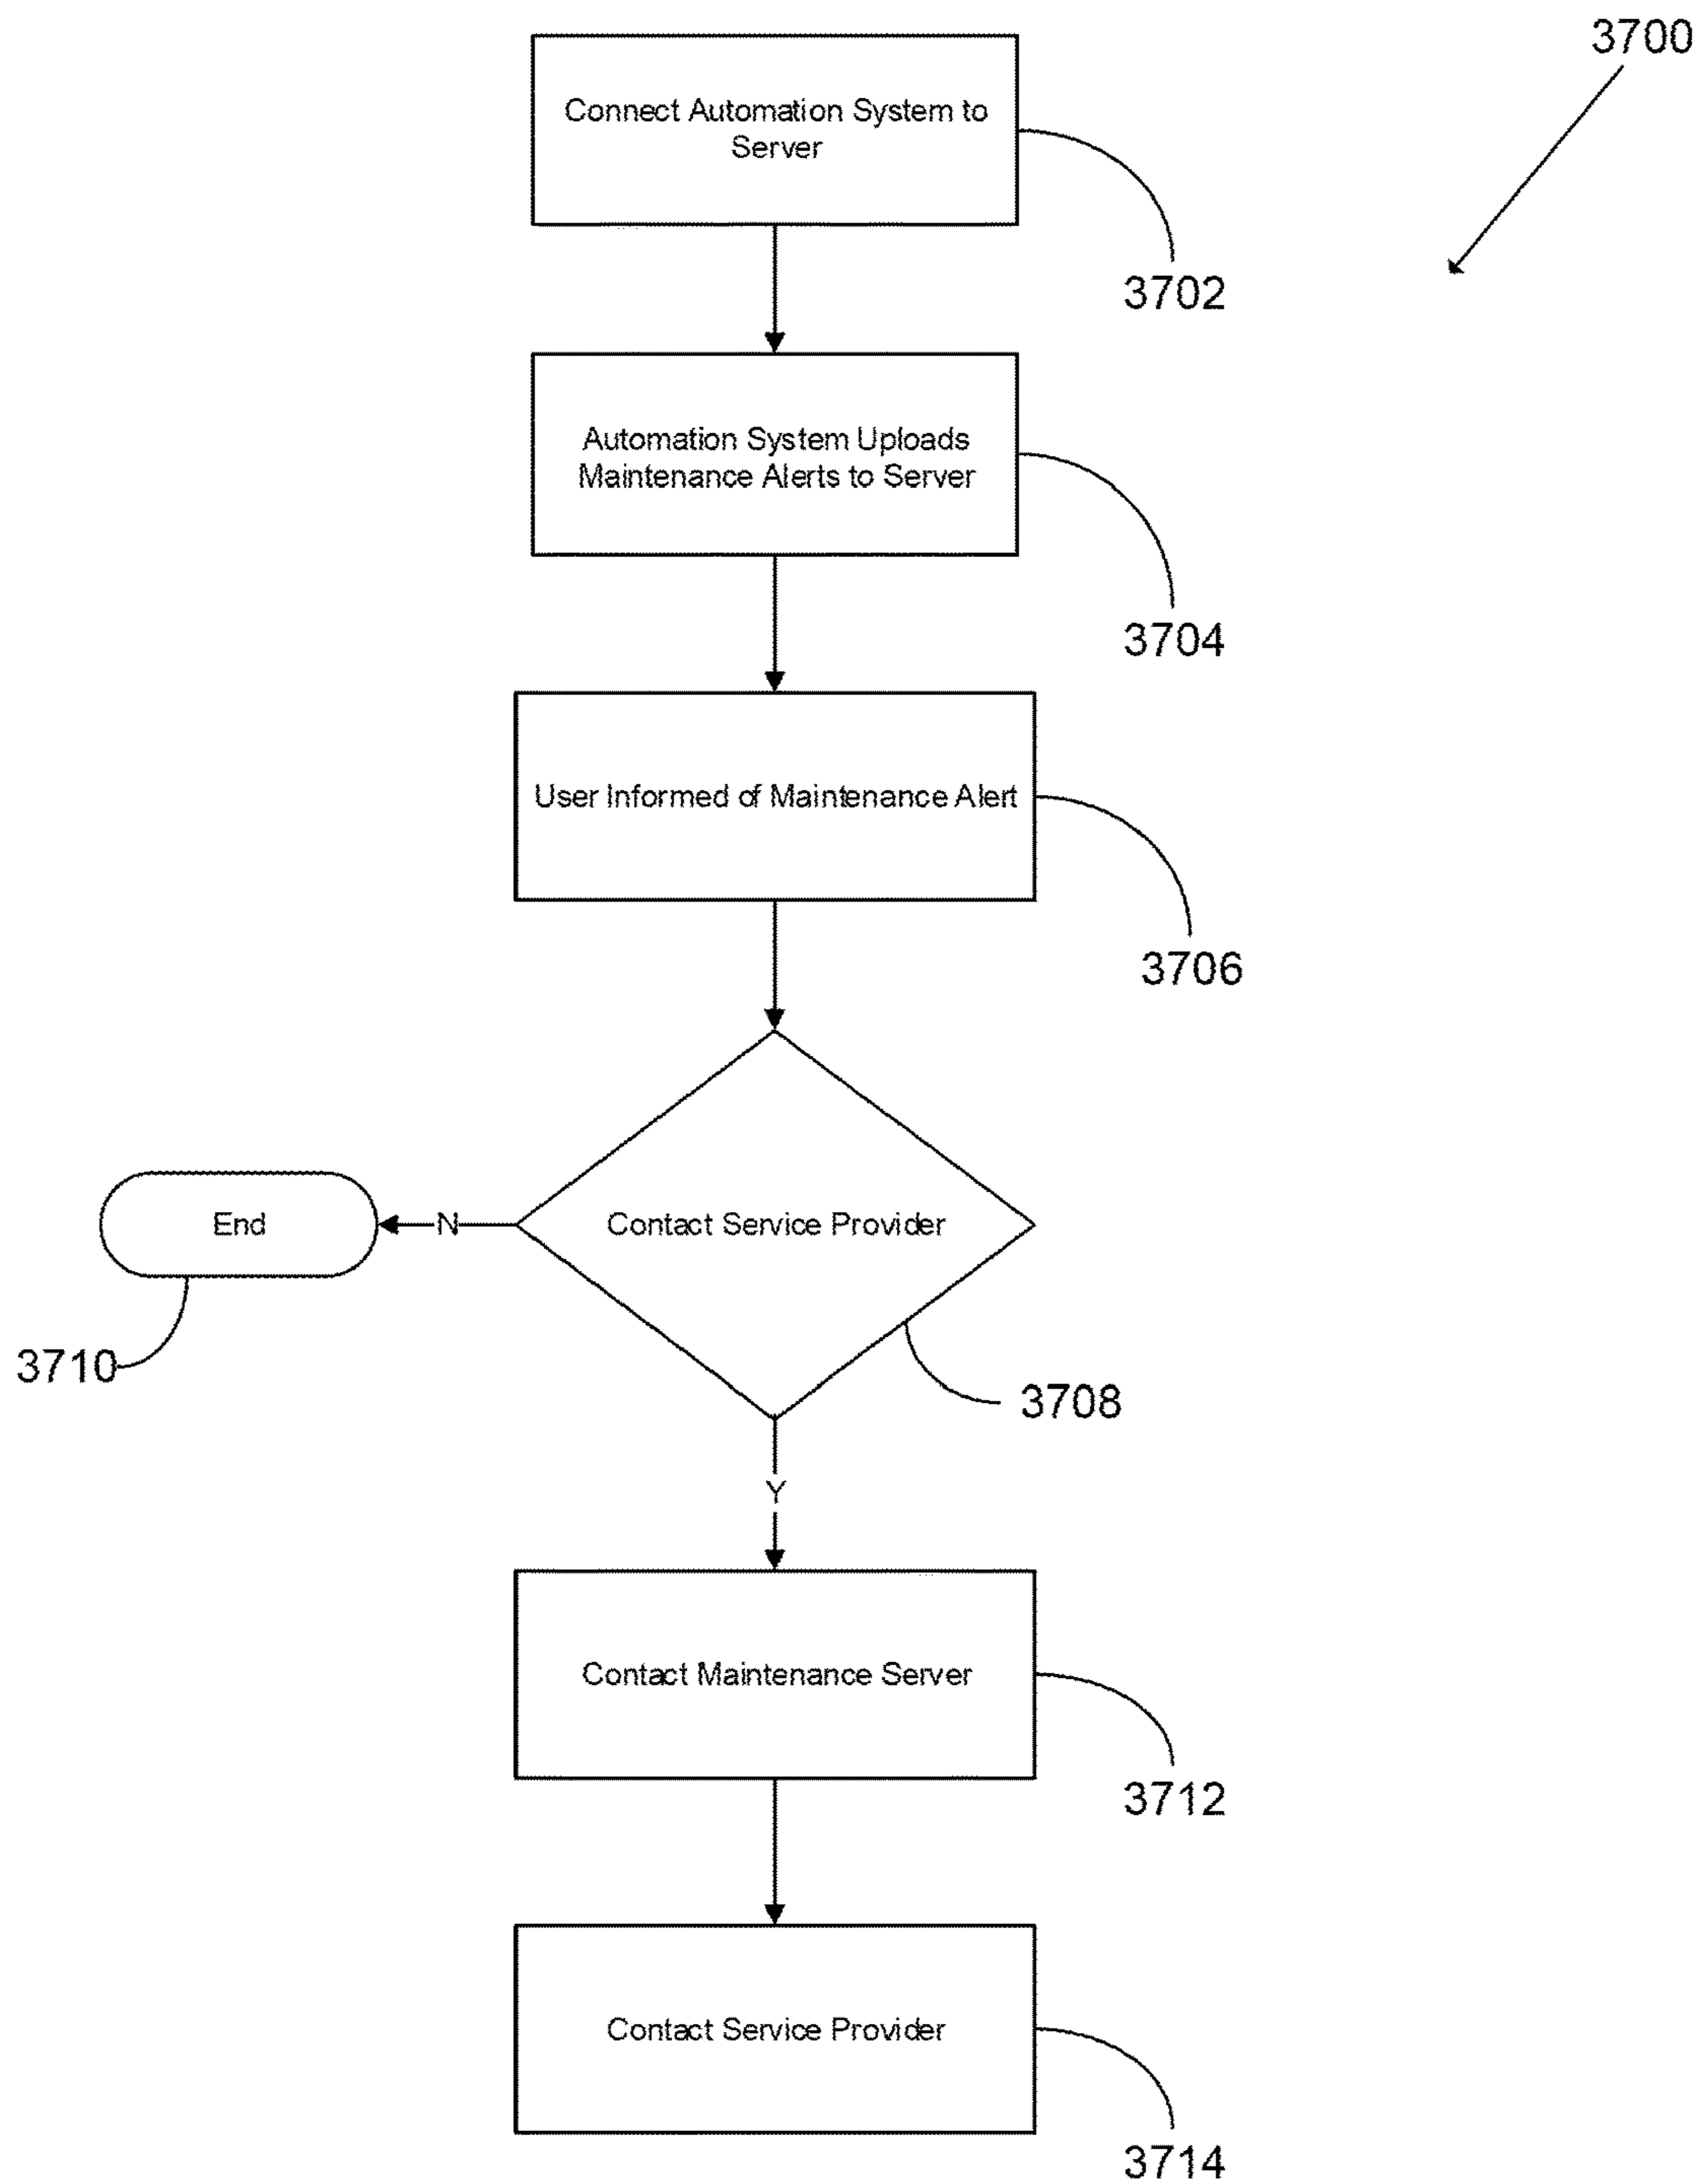 3700
Connect Automation System to
Server
3702
Automation System Uploads
Maintenance Alerts to Server
3704
User Informed of Maintenance Alert
3706
End
N
Contact Service Provider
3710
3708
Y
Contact Maintenance Server
3712
Contact Service Provider
3714